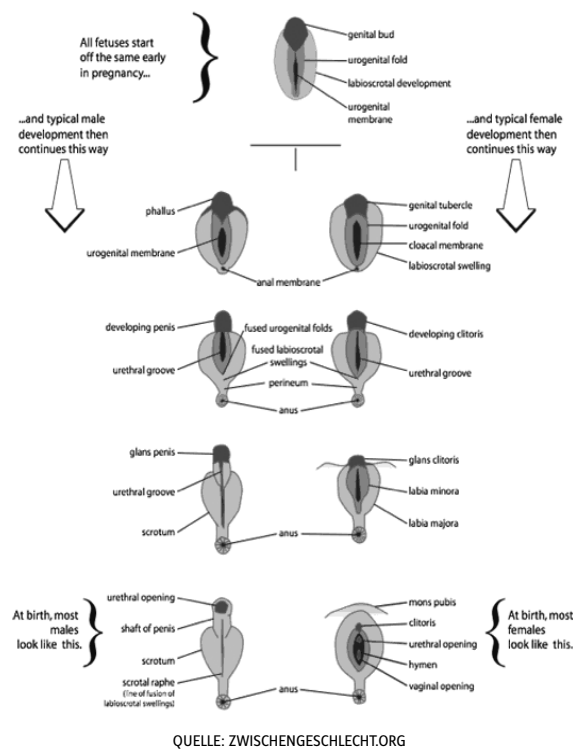 All fetuses start
off the same early
in pregnancy...
genital bud
urogenital fold
labioscrotal development
urogenital
membrane
...and typical male
development then
continues this way
...and typical female
development then
continues this way
phallus
urogenital membrane
genital tubercle
urogenital fold
cloacal membrane
labioscrotal swelling
anal membrane
developing penis
urethral groove
fused urogenital folds
fused labioscrotal
swellings
perineum
anus
developing clitoris
urethral groove
glans penis
urethral groove
scrotum
anus
glans clitoris
labia minora
labia majora
At birth, most
males
look like this.
urethral opening
shaft of penis
scrotum
scrotal raphe
(line of fusion of
labioscrotal swellings)
anus
mons pubis
clitoris
urethral opening
hymen
vaginal opening
At birth, most
females
look like this.
QUELLE: ZWISCHENGESCHLECHT.ORG